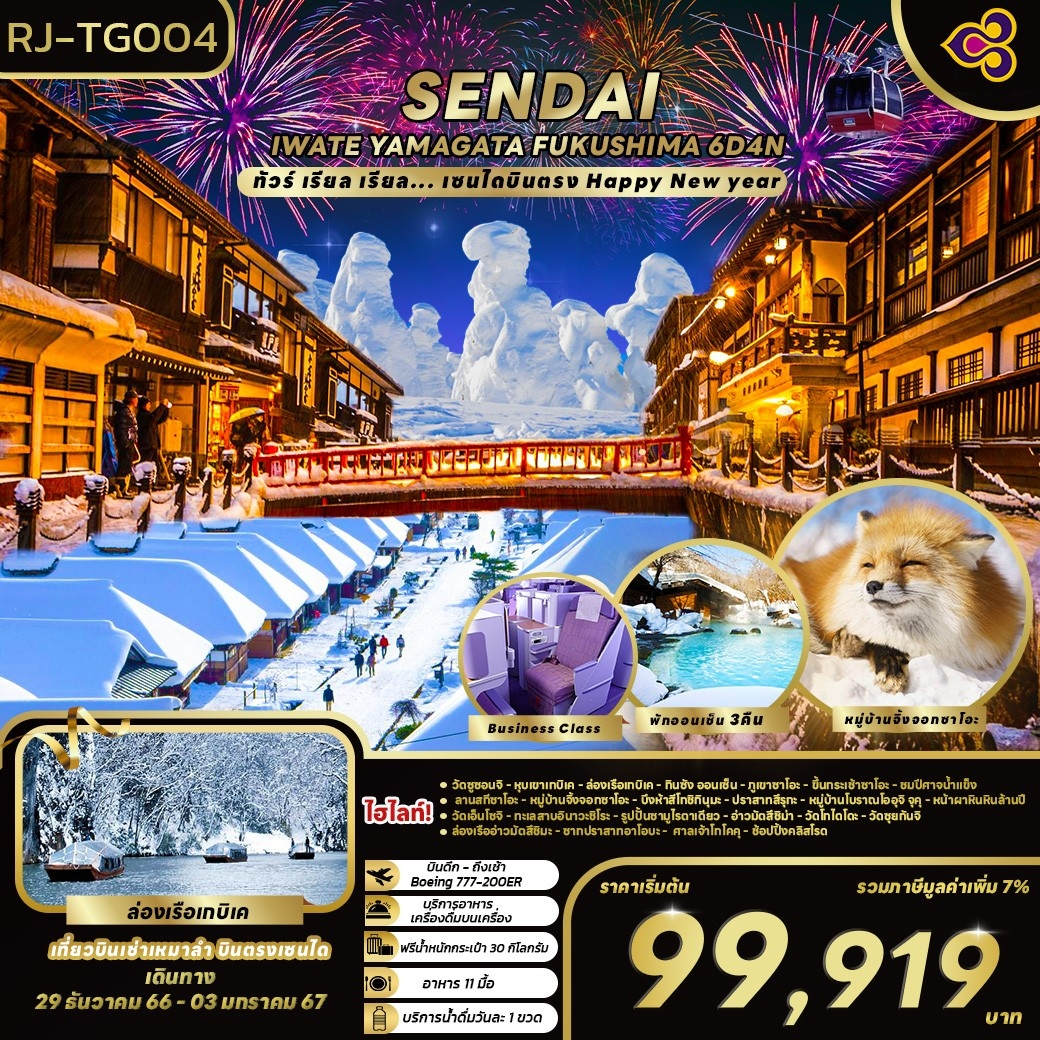 RJ-TG004
SENDAI
IWATE YAMAGATA FUKUSHIMA 6D4N
ทัวร์ เรียล เรียล... เซนไดบินตรง Happy New year
Business Class
พักออนเซ็น 3คืน
หมู่บ้านจิ้งจอกซาโอะ
ล่องเรือเกบิเค
เที่ยวบินเช่าเหมาลำ บินตรงเซนได
เดินทาง
29 ธันวาคม 66 - 03 มกราคม 67
ไฮไลท์!
• วัดชูซอนจิ - หุบเขาเกบิเค - ล่องเรือเกบิเค - กินซัง ออนเซ็น - ภูเขาซาโอะ - ขึ้นกระเช้าซาโอะ - ชมปีศาจน้ำแข็ง
• ลานสกีซาโอะ - หมู่บ้านจิ้งจอกซาโอะ - บึงห้าสีโกชิกินุมะ - ปราสาทสึรุกะ - หมู่บ้านโบราณโออุจิ จุคุ - หน้าผาหินหินล้านปี
• วัดเอ็นโซจิ - ทะเลสาบอินาวะชิโระ - รูปปั้นซามูไรตาเดียว - อ่าวมัตสึชิม่า - วัดโกไดโดะ - วัดซุยกันจิ
• ล่องเรืออ่าวมัตสึชิมะ - ซากปราสาทอาโอบะ - ศาลเจ้าโกโคคุ - ช้อปปิ้งคลิสโรด
บินดึก - ถึงเช้า
Boeing 777-200ER
บริการอาหาร ,
เครื่องดื่มบนเครื่อง
ฟรีน้ำหนักกระเป๋า 30 กิโลกรัม
อาหาร 11 มื้อ
บริการน้ำดื่มวันละ 1 ขวด
ราคาเริ่มต้น
รวมภาษีมูลค่าเพิ่ม 7%
99,919
บาท